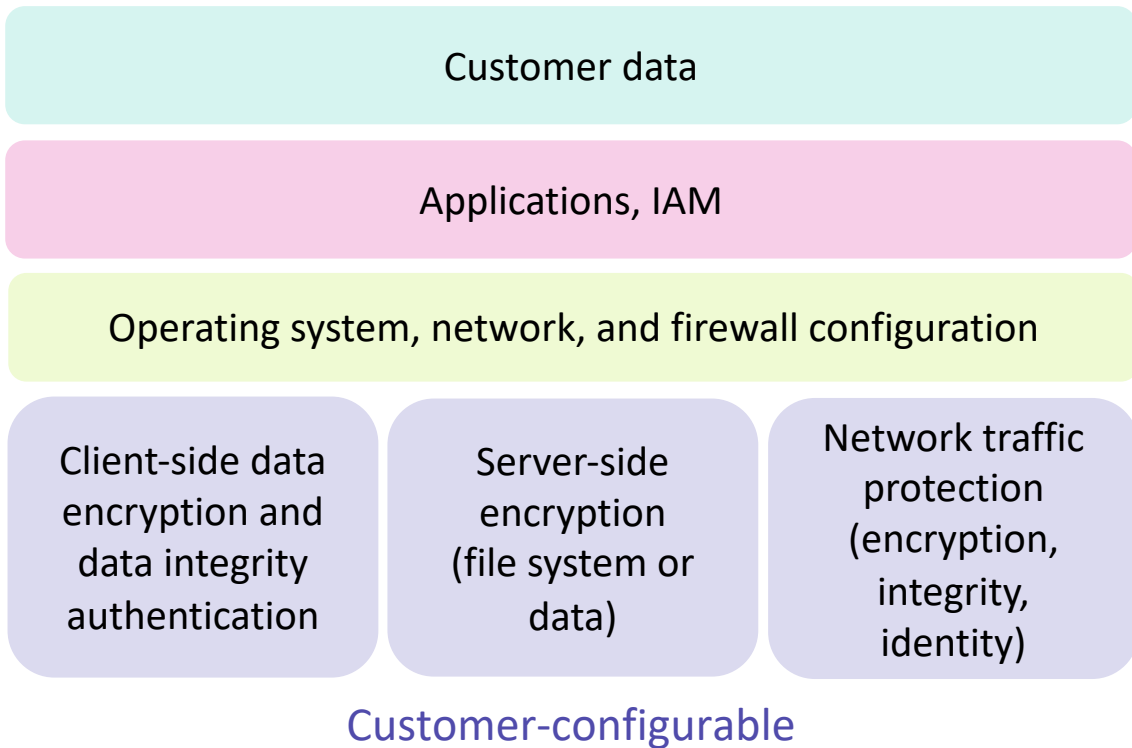 Customer data
Applications, IAM
Operating system, network, and firewall configuration
Client-side data
encryption and
data integrity
authentication
Server-side
encryption
(file system or
data)
Network traffic
protection
(encryption,
integrity,
identity)
Customer-configurable